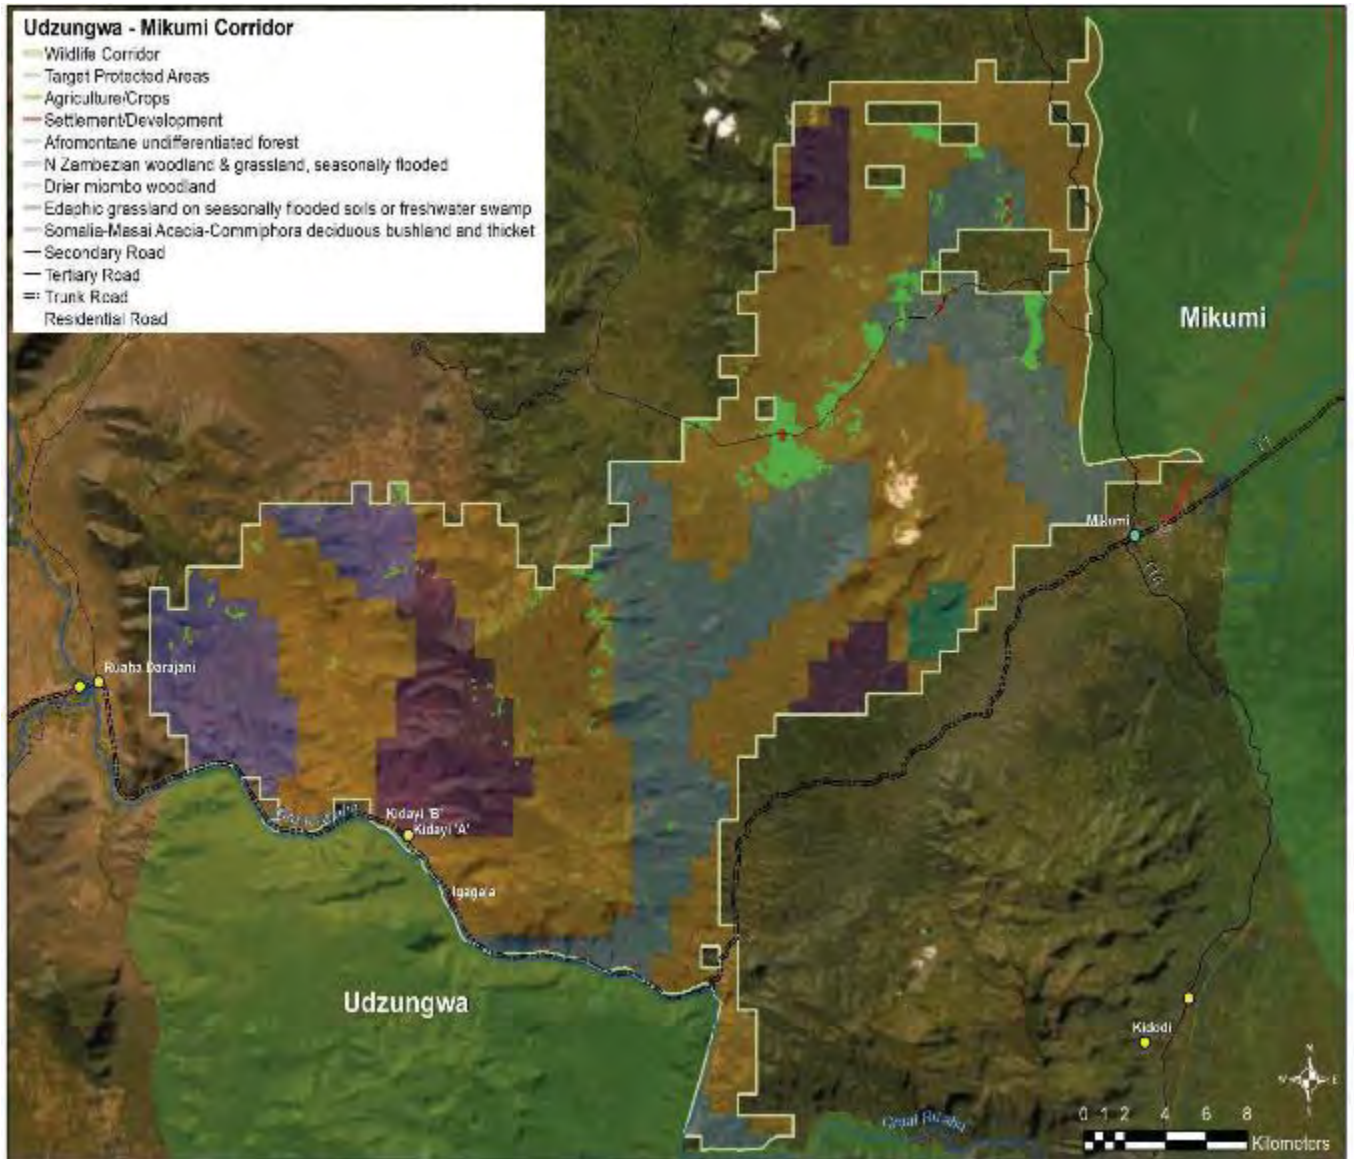 Udzungwa - Mikumi Corridor
Wildlife Corridor
Target Protected Areas
Agriculture/Crops
Settlement/Development
Afromontane undifferentiated forest
N Zambezian woodland & grassland, seasonally flooded
Drier miombo woodland
Edaphic grassland on seasonally flooded soils or freshwater swamp
Somalia-Masai Acacia-Commiphora deciduous bushland and thicket
Secondary Road
Tertiary Road
Trunk Road
Residential Road
Mikumi
T1
Mikumi
Ruaha Darajani
Kidayi 'B'
Kidayi 'A'
Igagala
Udzungwa
Kidodi
N
E
Great Ruaha
0 1 2 4 6 8
Kilometers